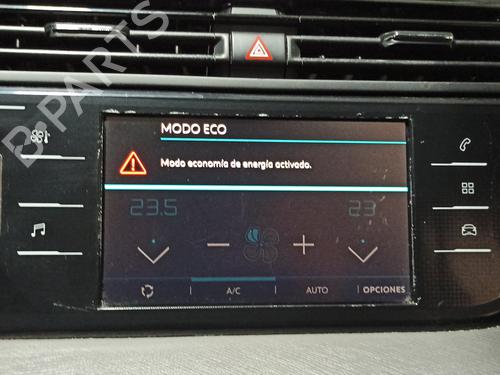 MODO ECO
Modo economía de energía activado.
23.5
23
A/C
AUTO
OPCIONES
B-PARTS